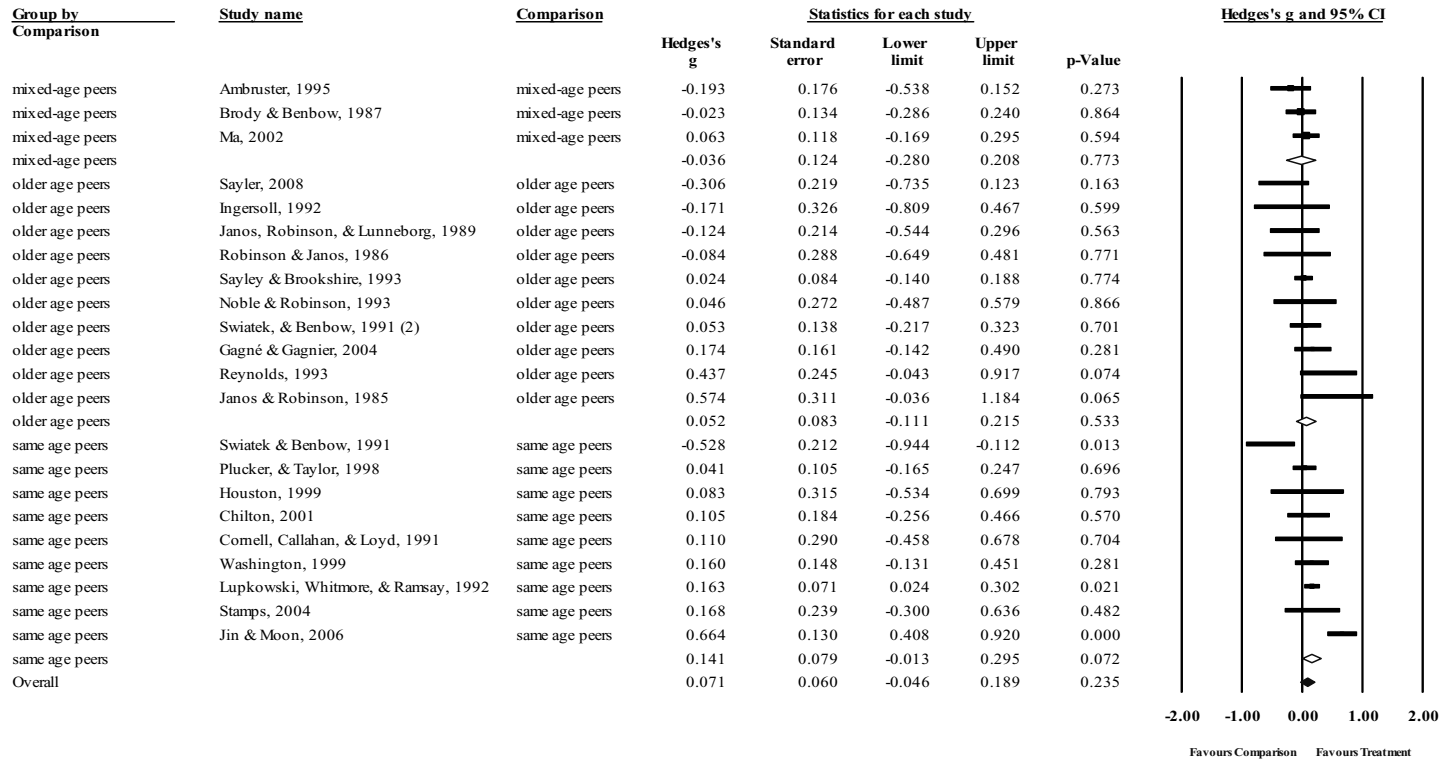 Group by Comparison Study name Comparison Statistics for each study Hedges's g and 95% CI
Hedges's g Standard error Lower limit Upper limit p-Value
mixed-age peers Ambruster, 1995 mixed-age peers -0.193 0.176 -0.538 0.152 0.273
mixed-age peers Brody & Benbow, 1987 mixed-age peers -0.023 0.134 -0.286 0.240 0.864
mixed-age peers Ma, 2002 mixed-age peers 0.063 0.118 -0.169 0.295 0.594
mixed-age peers -0.036 0.124 -0.280 0.208 0.773
older age peers Sayler, 2008 older age peers -0.306 0.219 -0.735 0.123 0.163
older age peers Ingersoll, 1992 older age peers -0.171 0.326 -0.809 0.467 0.599
older age peers Janos, Robinson, & Lunneborg, 1989 older age peers -0.124 0.214 -0.544 0.296 0.563
older age peers Robinson & Janos, 1986 older age peers -0.084 0.288 -0.649 0.481 0.771
older age peers Sayley & Brookshire, 1993 older age peers 0.024 0.084 -0.140 0.188 0.774
older age peers Noble & Robinson, 1993 older age peers 0.046 0.272 -0.487 0.579 0.866
older age peers Swiatek, & Benbow, 1991 (2) older age peers 0.053 0.138 -0.217 0.323 0.701
older age peers Gagné & Gagnier, 2004 older age peers 0.174 0.161 -0.142 0.490 0.281
older age peers Reynolds, 1993 older age peers 0.437 0.245 -0.043 0.917 0.074
older age peers Janos & Robinson, 1985 older age peers 0.574 0.311 -0.036 1.184 0.065
older age peers 0.052 0.083 -0.111 0.215 0.533
same age peers Swiatek & Benbow, 1991 same age peers -0.528 0.212 -0.944 -0.112 0.013
same age peers Plucker, & Taylor, 1998 same age peers 0.041 0.105 -0.165 0.247 0.696
same age peers Houston, 1999 same age peers 0.083 0.315 -0.534 0.699 0.793
same age peers Chilton, 2001 same age peers 0.105 0.184 -0.256 0.466 0.570
same age peers Cornell, Callahan, & Loyd, 1991 same age peers 0.110 0.290 -0.458 0.678 0.704
same age peers Washington, 1999 same age peers 0.160 0.148 -0.131 0.451 0.281
same age peers Lupkowski, Whitmore, & Ramsay, 1992 same age peers 0.163 0.071 0.024 0.302 0.021
same age peers Stamps, 2004 same age peers 0.168 0.239 -0.300 0.636 0.482
same age peers Jin & Moon, 2006 same age peers 0.664 0.130 0.408 0.920 0.000
same age peers 0.141 0.079 -0.013 0.295 0.072
Overall 0.071 0.060 -0.046 0.189 0.235
-2.00 -1.00 0.00 1.00 2.00
Favours Comparison Favours Treatment